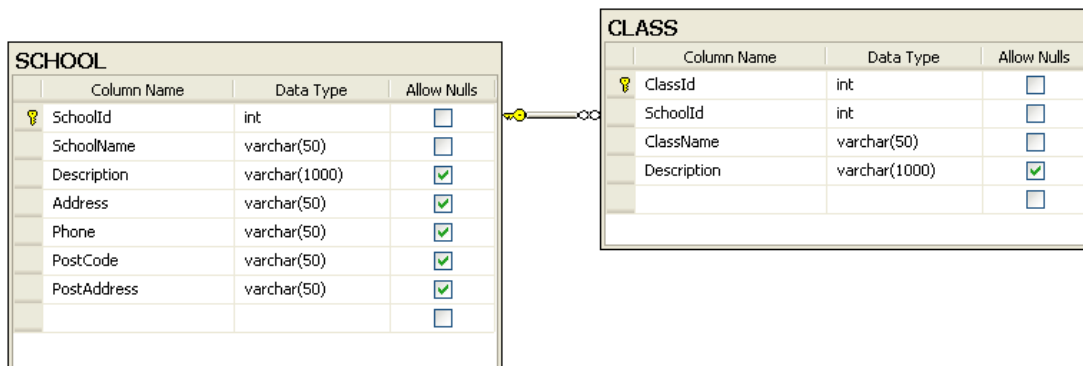 SCHOOL
Column Name Data Type Allow Nulls
SchoolId int
SchoolName varchar(50)
Description varchar(1000)
Address varchar(50)
Phone varchar(50)
PostCode varchar(50)
PostAddress varchar(50)
CLASS
Column Name Data Type Allow Nulls
ClassId int
SchoolId int
ClassName varchar(50)
Description varchar(1000)